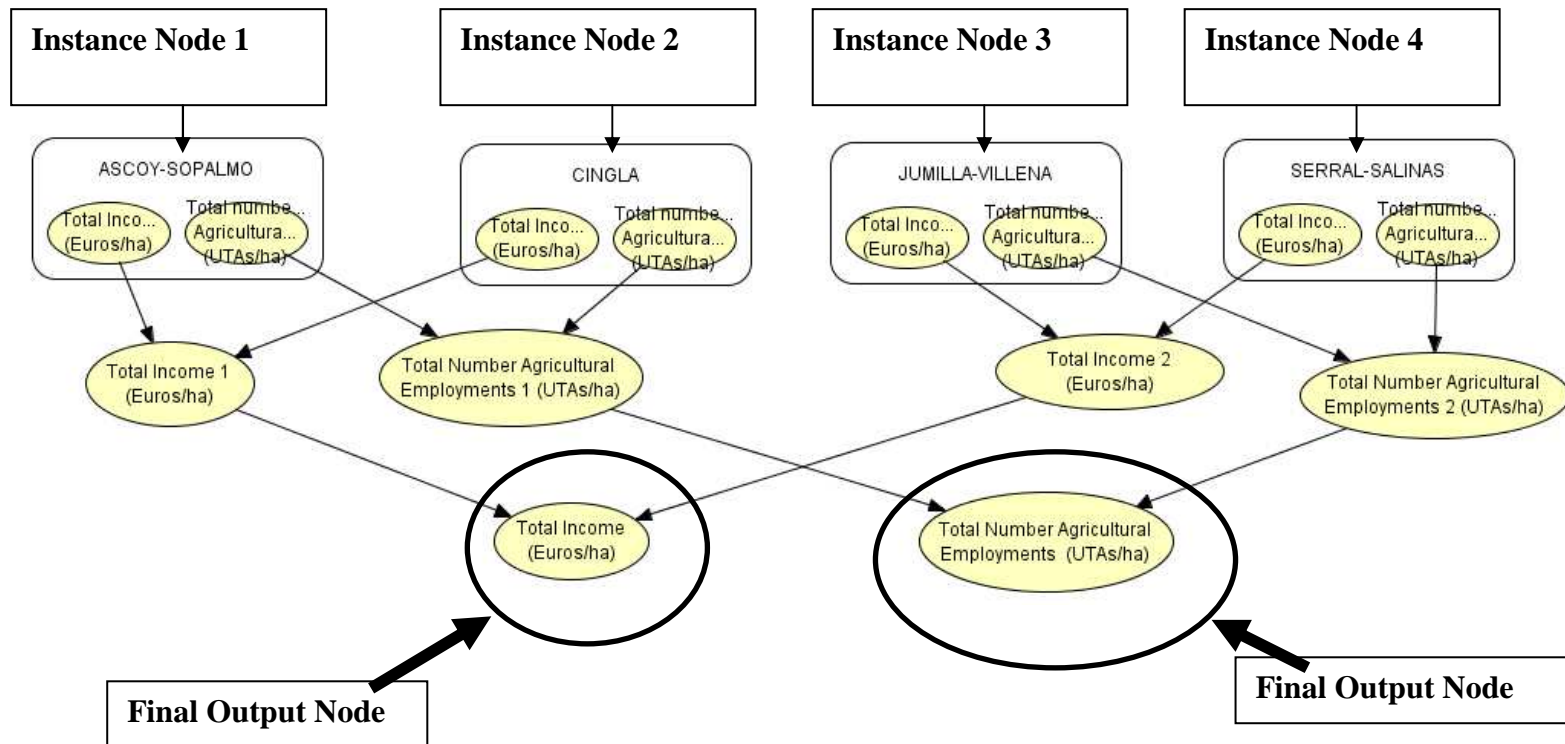 Instance Node 1
Instance Node 2
Instance Node 3
Instance Node 4
ASCOY-SOPALMO
Total Inco...
(Euros/ha)
Total numbe...
Agricultura...
(UTAs/ha)
CINGLA
Total Inco...
(Euros/ha)
Total numbe...
Agricultura...
(UTAs/ha)
JUMILLA-VILLENA
Total Inco...
(Euros/ha)
Total numbe...
Agricultura...
(UTAs/ha)
SERRAL-SALINAS
Total Inco...
(Euros/ha)
Total numbe...
Agricultura...
(UTAs/ha)
Total Income 1
(Euros/ha)
Total Number Agricultural
Employments 1 (UTAs/ha)
Total Income 2
(Euros/ha)
Total Number Agricultural
Employments 2 (UTAs/ha)
Total Income
(Euros/ha)
Total Number Agricultural
Employments (UTAs/ha)
Final Output Node
Final Output Node